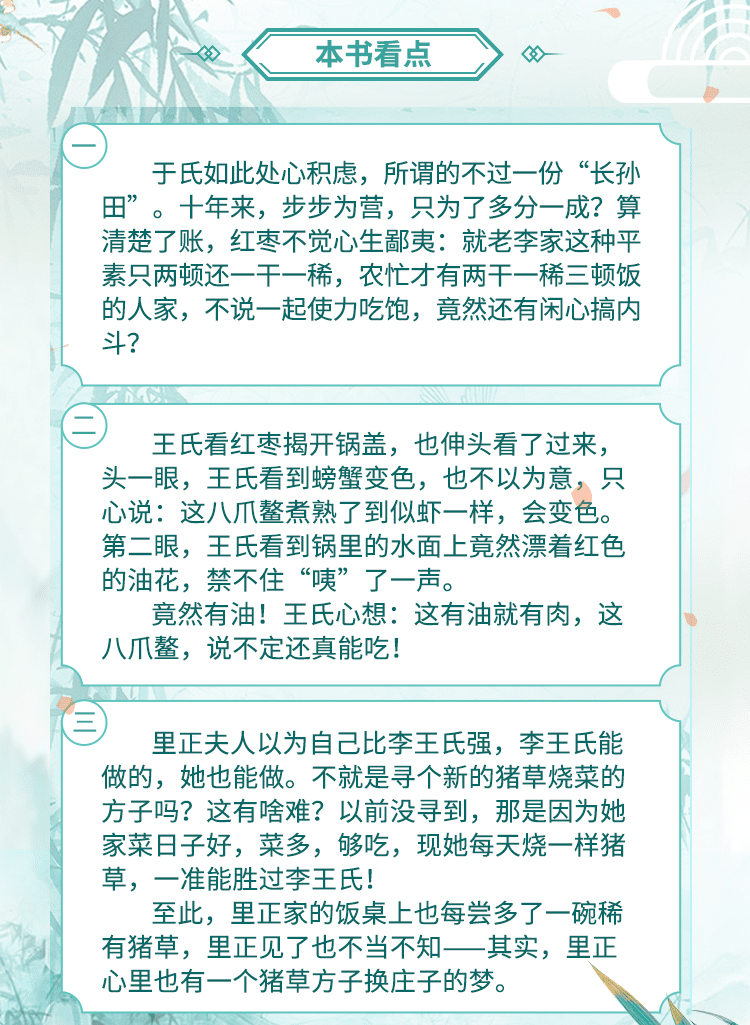 本书看点
一
于氏如此处心积虑，所谓的不过一份“长孙
田”。十年来，步步为营，只为了多分一成？算
清楚了账，红枣不觉心生鄙夷：就老李家这种平
素只两顿还一干一稀，农忙才有两干一稀三顿饭
的人家，不说一起使力吃饱，竟然还有闲心搞内
斗？
二
王氏看红枣揭开锅盖，也伸头看了过来，
头一眼，王氏看到螃蟹变色，也不以为意，只
心说：这八爪鳌煮熟了到似虾一样，会变色。
第二眼，王氏看到锅里的水面上竟然漂着红色
的油花，禁不住“咦”了一声。
竟然有油！王氏心想：这有油就有肉，这
八爪鳌，说不定还真能吃！
三
里正夫人以为自己比李王氏强，李王氏能
做的，她也能做。不就是寻个新的猪草烧菜的
方子吗？这有啥难？以前没寻到，那是因为她
家菜日子好，菜多，够吃，现她每天烧一样猪
草，一准能胜过李王氏！
至此，里正家的饭桌上也每尝多了一碗稀
有猪草，里正见了也不当不知——其实，里正
心里也有一个猪草方子换庄子的梦。